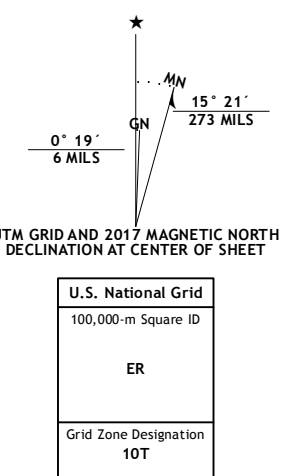 ★
MN
15° 21´
273 MILS
GN
0° 19´
6 MILS
UTM GRID AND 2017 MAGNETIC NORTH
DECLINATION AT CENTER OF SHEET
U.S. National Grid
100,000-m Square ID
ER
Grid Zone Designation
10T